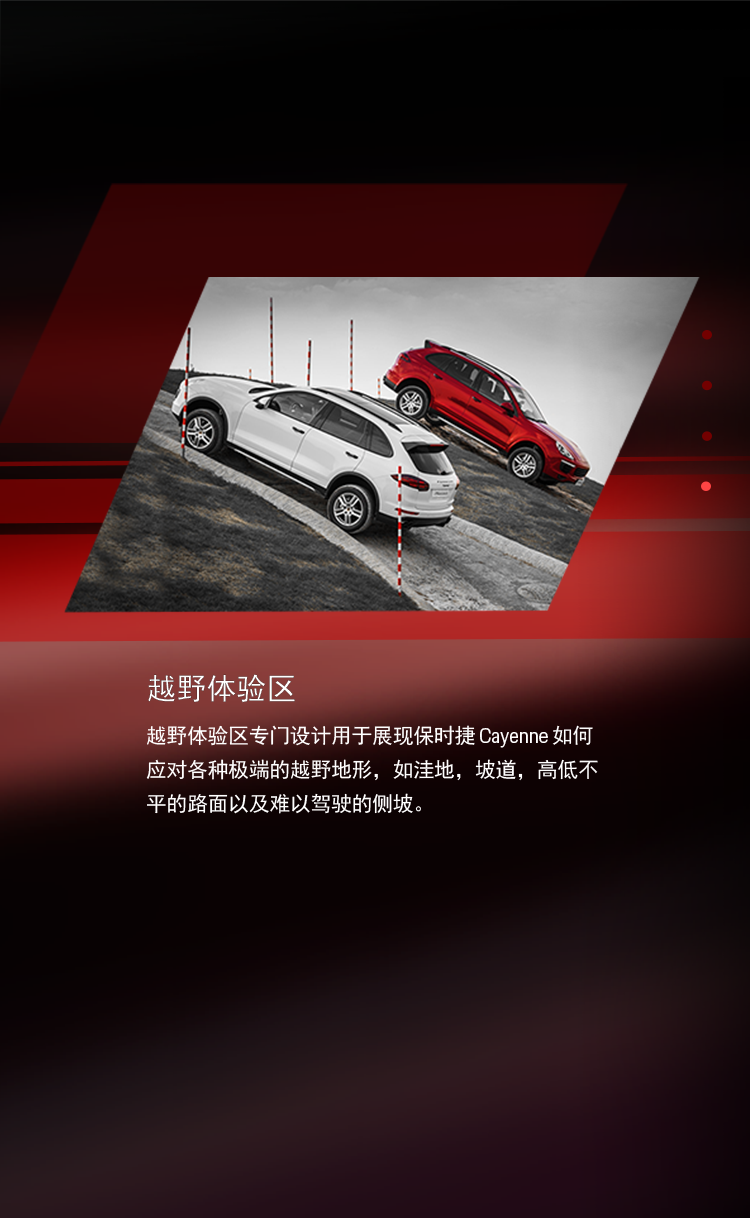 越野体验区
越野体验区专门设计用于展现保时捷 Cayenne 如何
应对各种极端的越野地形，如洼地，坡道，高低不
平的路面以及难以驾驶的侧坡。